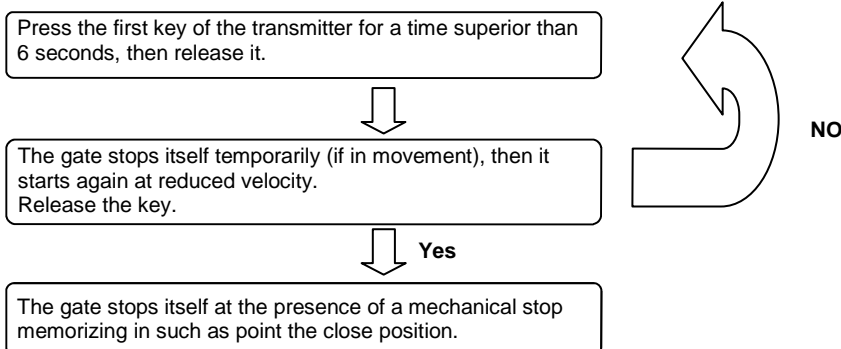 Press the first key of the transmitter for a time superior than
6 seconds, then release it.
The gate stops itself temporarily (if in movement), then it
starts again at reduced velocity.
Release the key.
NO
Yes
The gate stops itself at the presence of a mechanical stop
memorizing in such as point the close position.